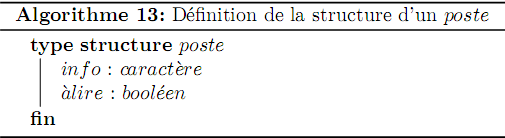 Algorithme 13: Définition de la structure d'un poste
type structure poste
info : caractère
àlire : booléen
fin